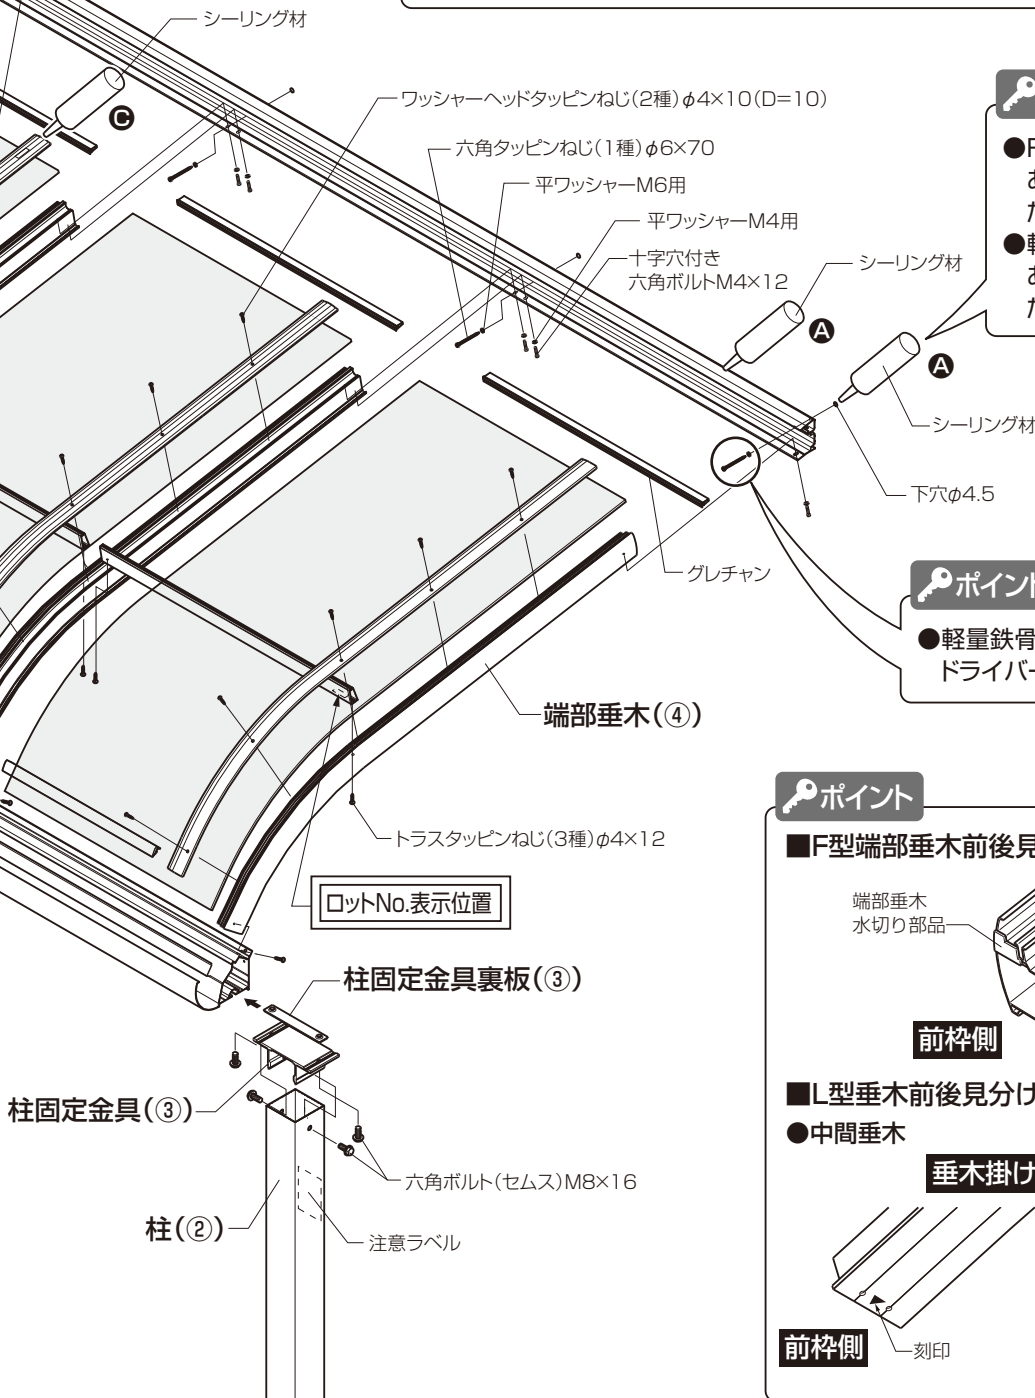 シーリング材
C
ワッシャーヘッドタッピンねじ(2種)φ4×10(D=10)
六角タッピンねじ(1種)φ6×70
平ワッシャーM6用
平ワッシャーM4用
十字穴付き
六角ボルトM4×12
シーリング材
A
A
シーリング材
下穴φ4.5
グレチャン
ポイント
●軽量鉄骨
ドライバー
端部垂木(④)
トラスタッピンねじ(3種)φ4×12
ロットNo.表示位置
柱固定金具裏板(③)
柱固定金具(③)
六角ボルト(セムス)M8×16
柱(②)
注意ラベル
ポイント
■F型端部垂木前後見
端部垂木
水切り部品
前枠側
■L型垂木前後見分け
●中間垂木
垂木掛け
前枠側
刻印